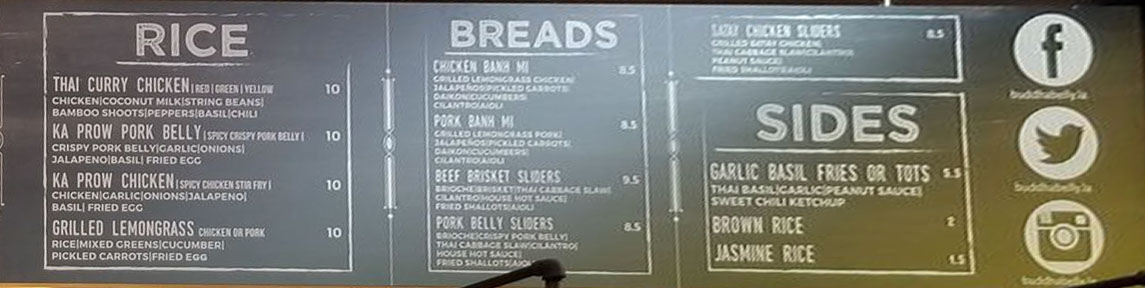 RICE
THAI CURRY CHICKEN | RED | GREEN | YELLOW 10
CHICKEN|COCONUT MILK|STRING BEANS|
BAMBOO SHOOTS|PEPPERS|BASIL|CHILI
KA PROW PORK BELLY | SPICY CRISPY PORK BELLY | 10
CRISPY PORK BELLY|GARLIC|ONIONS|
JALAPENO|BASIL| FRIED EGG
KA PROW CHICKEN | SPICY CHICKEN STIR FRY | 10
CHICKEN|GARLIC|ONIONS|JALAPENO|
BASIL| FRIED EGG
GRILLED LEMONGRASS CHICKEN OR PORK 10
RICE|MIXED GREENS|CUCUMBER|
PICKLED CARROTS|FRIED EGG
BREADS
CHICKEN BANH MI 8.5
GRILLED LEMONGRASS CHICKEN|
JALAPEÑOS|PICKLED CARROTS|
DAIKON|CUCUMBERS|
CILANTRO|AIOLI
PORK BANH MI 8.5
GRILLED LEMONGRASS PORK|
JALAPEÑOS|PICKLED CARROTS|
DAIKON|CUCUMBERS|
CILANTRO|AIOLI
BEEF BRISKET SLIDERS 9.5
BRIOCHE|BRISKET|THAI CABBAGE SLAW|
CILANTRO|HOUSE HOT SAUCE|
FRIED SHALLOTS|AIOLI
PORK BELLY SLIDERS 8.5
BRIOCHE|CRISPY PORK BELLY|
THAI CABBAGE SLAW|CILANTRO|
HOUSE HOT SAUCE|
FRIED SHALLOTS|AIOLI
SATAY CHICKEN SLIDERS 8.5
GRILLED SATAY CHICKEN|
THAI CABBAGE SLAW|CILANTRO|
PEANUT SAUCE|
FRIED SHALLOTS|AIOLI
SIDES
GARLIC BASIL FRIES OR TOTS 5.5
THAI BASIL|GARLIC|PEANUT SAUCE|
SWEET CHILI KETCHUP
BROWN RICE 2
JASMINE RICE 1.5
buddhabelly.la
buddhabelly.la
buddhabelly.la